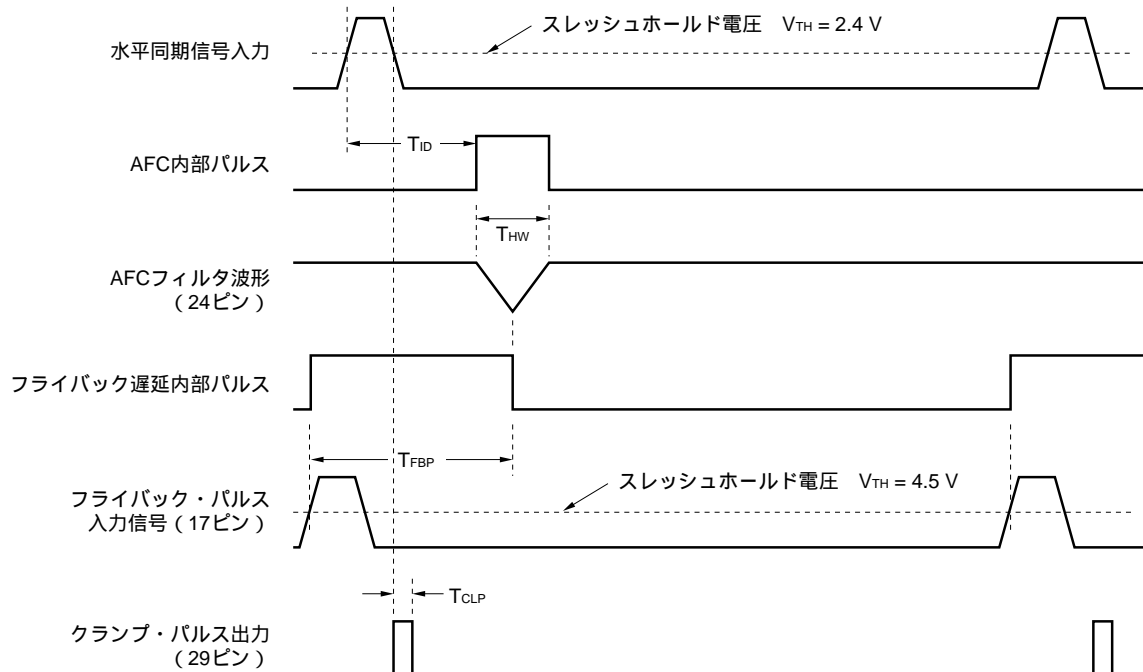 スレッシュホールド電圧 VTH = 2.4 V
水平同期信号入力
TID
AFC内部パルス
THW
AFCフィルタ波形
(24ピン)
フライバック遅延内部パルス
TFBP
スレッシュホールド電圧 VTH = 4.5 V
フライバック・パルス
入力信号(17ピン)
TCLP
クランプ・パルス出力
(29ピン)